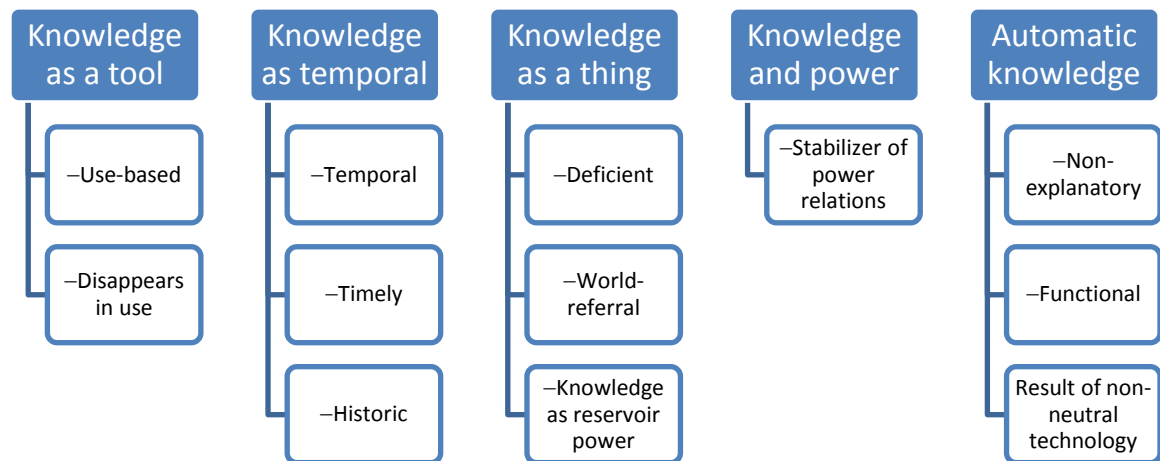 Knowledge
as a tool
–Use-based
–Disappears
in use
Knowledge
as temporal
–Temporal
–Timely
–Historic
Knowledge
as a thing
–Deficient
–World-
referral
–Knowledge
as reservoir
power
Knowledge
and power
–Stabilizer of
power
relations
Automatic
knowledge
–Non-
explanatory
–Functional
Result of non-
neutral
technology